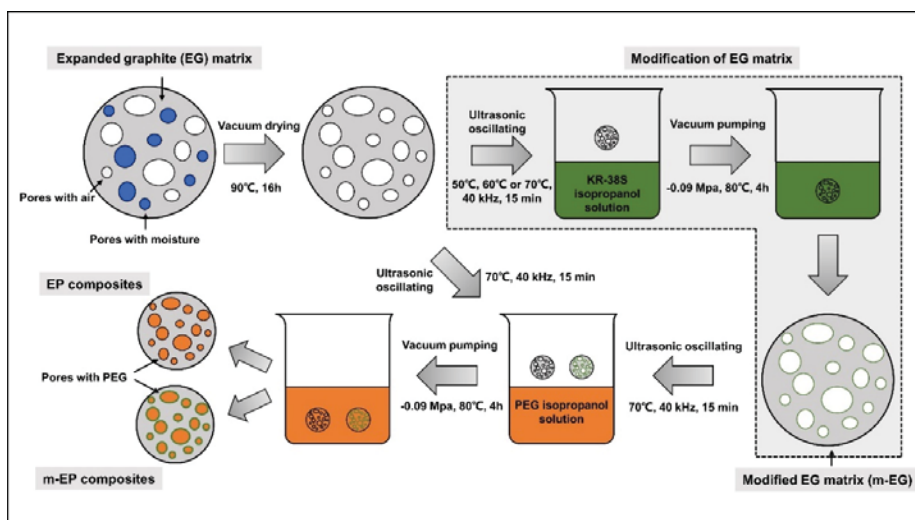 Expanded graphite (EG) matrix
Modification of EG matrix
Vacuum drying
90℃, 16h
Pores with air
Pores with moisture
Ultrasonic
oscillating
50℃, 60℃ or 70℃,
40 kHz, 15 min
KR-38S
isopropanol
solution
Vacuum pumping
-0.09 Mpa, 80℃, 4h
Ultrasonic
oscillating
70℃, 40 kHz, 15 min
EP composites
Pores with PEG
m-EP composites
Vacuum pumping
-0.09 Mpa, 80℃, 4h
PEG isopropanol
solution
Ultrasonic oscillating
70℃, 40 kHz, 15 min
Modified EG matrix (m-EG)